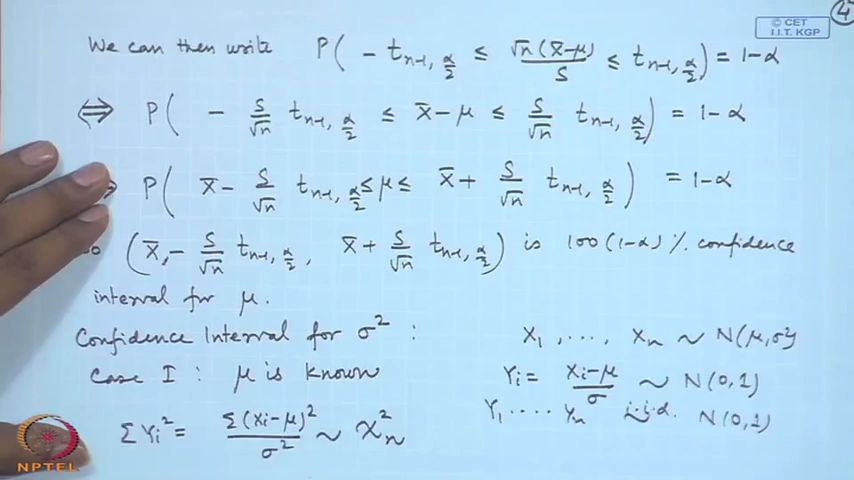 4
© CET
I.I.T. KGP
We can then write P( - t_{n-1, α/2} ≤ √n(X̄-μ)/S ≤ t_{n-1, α/2}) = 1-α
⟺ P( - S/√n t_{n-1, α/2} ≤ X̄-μ ≤ S/√n t_{n-1, α/2}) = 1-α
P( X̄ - S/√n t_{n-1, α/2} ≤ μ ≤ X̄ + S/√n t_{n-1, α/2}) = 1-α
(X̄, - S/√n t_{n-1, α/2}, X̄ + S/√n t_{n-1, α/2}) is 100(1-α)% confidence
interval for μ.
Confidence Interval for σ² : X₁, ..., Xₙ ~ N(μ, σ²)
Case I : μ is known Yᵢ = (Xᵢ-μ)/σ ~ N(0,1)
Y₁ .... Yₙ i.i.d. ~ N(0,1)
ΣYᵢ² = Σ(Xᵢ-μ)²/σ² ~ χ²ₙ
NPTEL